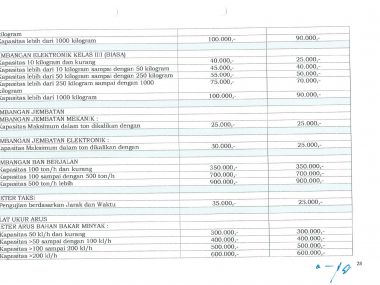 kilogram
Kapasitas lebih dari 1000 kilogram 100.000,- 90.000,-
MBANGAN ELEKTRONIK KELAS IIII (BIASA)
Kapasitas 10 kilogram dan kurang 40.000,- 25.000,-
Kapasitas lebih dari 10 kilogram sampai dengan 50 kilogram 45.000,- 40.000,-
Kapasitas lebih dari 50 kilogram sampai dengan 250 kilogram 55.000,- 50.000,-
Kapasitas lebih dari 250 kilogram sampai dengan 1000 75.000,- 70.000,-
kilogram
Kapasitas lebih dari 1000 kilogram 100.000,- 90.000,-
MBANGAN JEMBATAN
MBANGAN JEMBATAN MEKANIK :
Kapasitas Maksimum dalam ton dikalikan dengan 25.000,- 25.000,-
MBANGAN JEMBATAN ELEKTRONIK :
Kapasitas Maksimum dalam ton dikalikan dengan 30.000,- 25.000,-
MBANGAN BAN BERJALAN
Kapasitas 100 ton/h dan kurang 350.000,- 350.000,-
Kapasitas 100 sampai dengan 500 ton/h 700.000,- 700.000,-
Kapasitas 500 ton/h lebih 900.000,- 900.000,-
ETER TAKSI
Pengujian berdasarkan Jarak dan Waktu 35.000,- 25.000,-
LAT UKUR ARUS
ETER ARUS BAHAN BAKAR MINYAK :
Kapasitas 50 kl/h dan kurang 300.000,- 300.000,-
Kapasitas >50 sampai dengan 100 kl/h 400.000,- 400.000,-
Kapasitas >100 sampai 200 kl/h 500.000,- 500.000,-
Kapasitas >200 kl/h 600.000,- 600.000,-
28